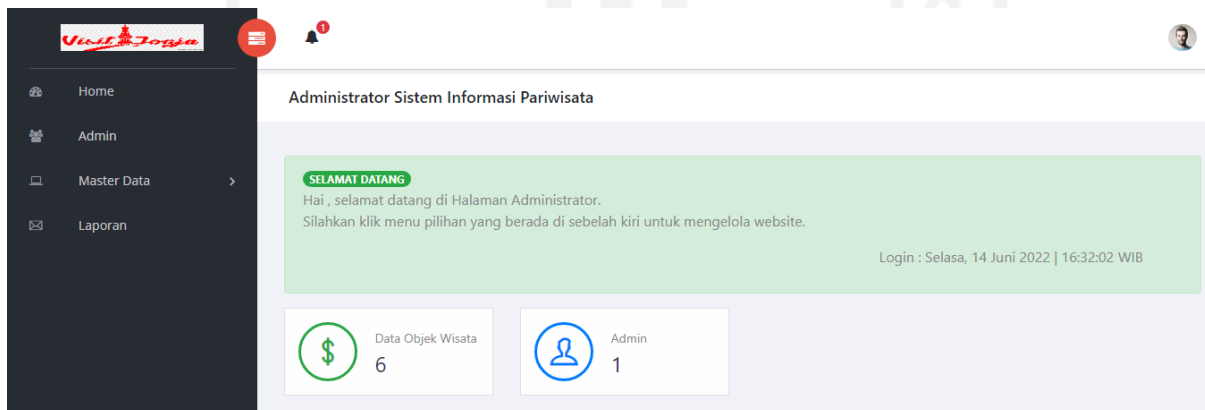 Visit Jogja
1
Home
Admin
Master Data
Laporan
Administrator Sistem Informasi Pariwisata
SELAMAT DATANG
Hai , selamat datang di Halaman Administrator.
Silahkan klik menu pilihan yang berada di sebelah kiri untuk mengelola website.
Login : Selasa, 14 Juni 2022 | 16:32:02 WIB
Data Objek Wisata
6
Admin
1